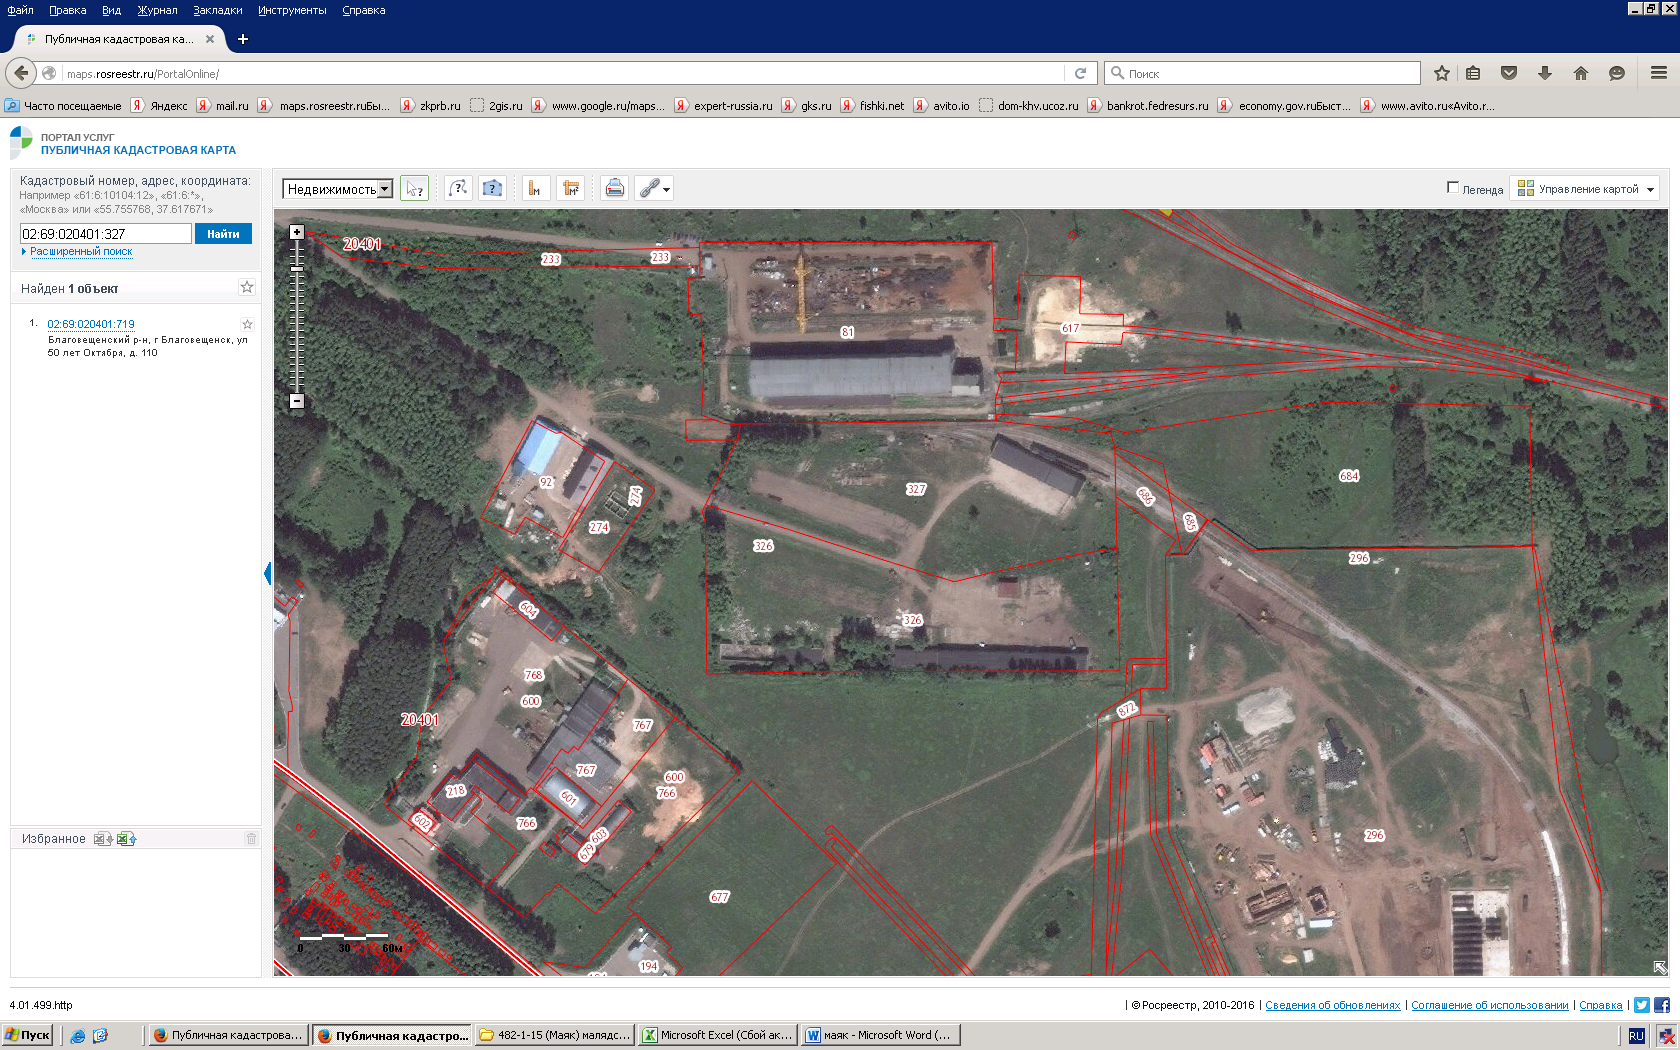 Файл Правка Вид Журнал Закладки Инструменты Справка
Публичная кадастровая ка...
maps.rosreestr.ru/PortalOnline/
Поиск
Часто посещаемые Яндекс mail.ru maps.rosreestr.ruБы... zkprb.ru 2gis.ru www.google.ru/maps... expert-russia.ru gks.ru fishki.net avito.io dom-khv.ucoz.ru bankrot.fedresurs.ru economy.gov.ruБыст... www.avito.ru«Avito.r...
ПОРТАЛ УСЛУГ
ПУБЛИЧНАЯ КАДАСТРОВАЯ КАРТА
Кадастровый номер, адрес, координата:
Например «61:6:10104:12», «61:6:*»,
«Москва» или «55.755768, 37.617671»
02:69:020401:327 Найти
Расширенный поиск
Найден 1 объект
1. 02:69:020401:719
Благовещенский р-н, г Благовещенск, ул
50 лет Октября, д. 110
Избранное
Недвижимость
Легенда
Управление картой
20401
233
233
81
617
92
274
274
327
326
326
686
685
684
296
604
768
600
20401
767
767
600
766
218
601
602
766
603
679
872
296
677
194
0 30 60м
4.01.499.http
| © Росреестр, 2010-2016 | Сведения об обновлениях | Соглашение об использовании | Справка |
Пуск
Публичная кадастрова...
Публичная кадастро...
482-1-15 (Маяк) малядс...
Microsoft Excel (Сбой ак...
маяк - Microsoft Word (...
RU